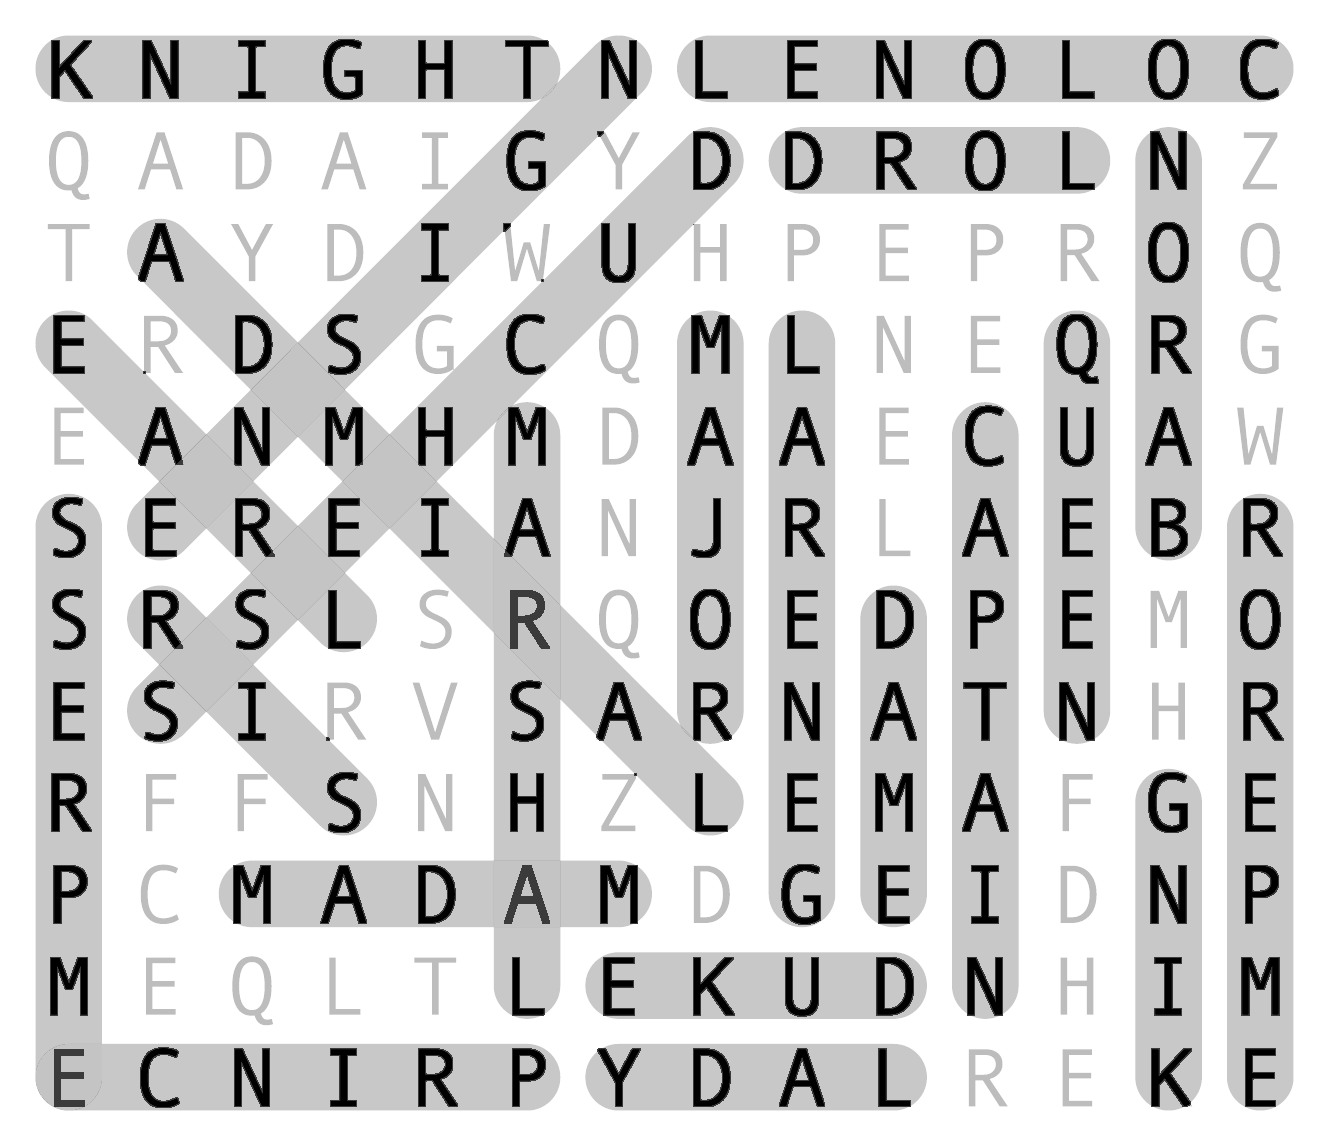 K N I G H T N L E N O L O C
Q A D A I G Y D D R O L N Z
T A Y D I W U H P E P R O Q
E R D S G C Q M L N E Q R G
E A N M H M D A A E C U A W
S E R E I A N J R L A E B R
S R S L S R Q O E D P E M O
E S I R V S A R N A T N H R
R F F S N H Z L E M A F G E
P C M A D A M D G E I D N P
M E Q L T L E K U D N H I M
E C N I R P Y D A L R E K E